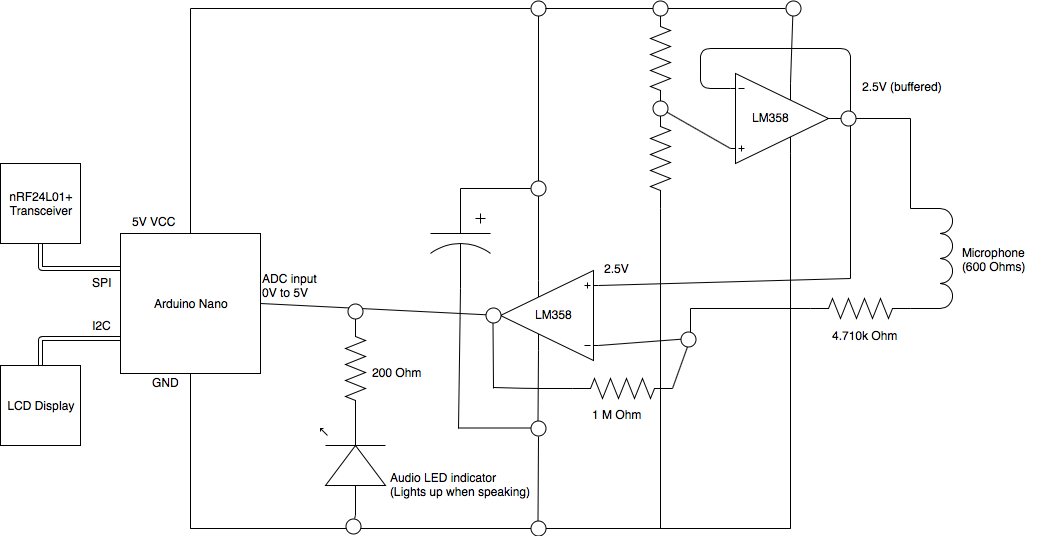 LM358
2.5V (buffered)
+
nRF24L01+
Transceiver
5V VCC
+
Microphone
(600 Ohms)
2.5V
SPI
ADC input
0V to 5V
Arduino Nano
+
LM358
I2C
4.710k Ohm
200 Ohm
GND
LCD Display
1 M Ohm
Audio LED indicator
(Lights up when speaking)